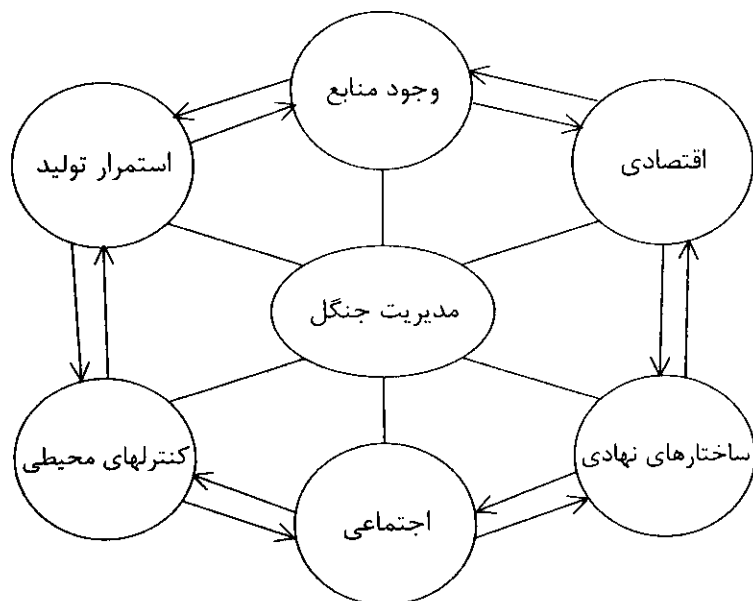 وجود منابع
اقتصادی
استمرار تولید
مدیریت جنگل
ساختارهای نهادی
کنترلهای محیطی
اجتماعی